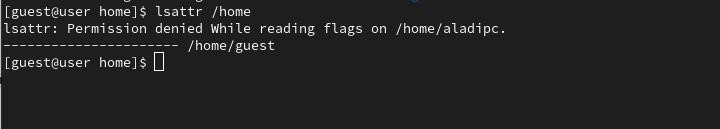 [guest@user home]$ lsattr /home
lsattr: Permission denied While reading flags on /home/aladipc.
---------------------- /home/guest
[guest@user home]$